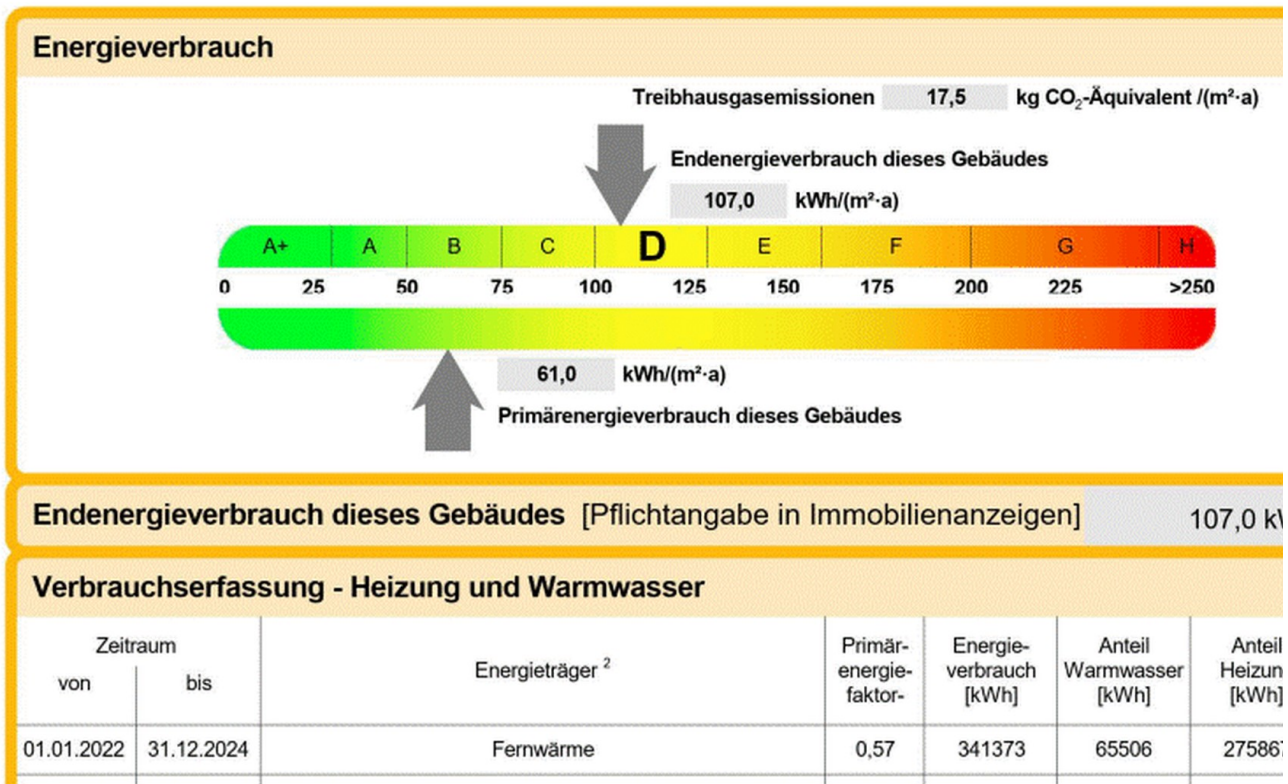 Energieverbrauch
Treibhausgasemissionen 17,5 kg CO₂-Äquivalent /(m²·a)
Endenergieverbrauch dieses Gebäudes
107,0 kWh/(m²·a)
A+ A B C D E F G H
0 25 50 75 100 125 150 175 200 225 >250
61,0 kWh/(m²·a)
Primärenergieverbrauch dieses Gebäudes
Endenergieverbrauch dieses Gebäudes [Pflichtangabe in Immobilienanzeigen] 107,0
Verbrauchserfassung - Heizung und Warmwasser
Zeitraum
von bis
Energieträger ²
Primär-
energie-
faktor-
Energie-
verbrauch
[kWh]
Anteil
Warmwasser
[kWh]
Anteil
Heizun
[kWh]
01.01.2022 31.12.2024 Fernwärme 0,57 341373 65506 275867